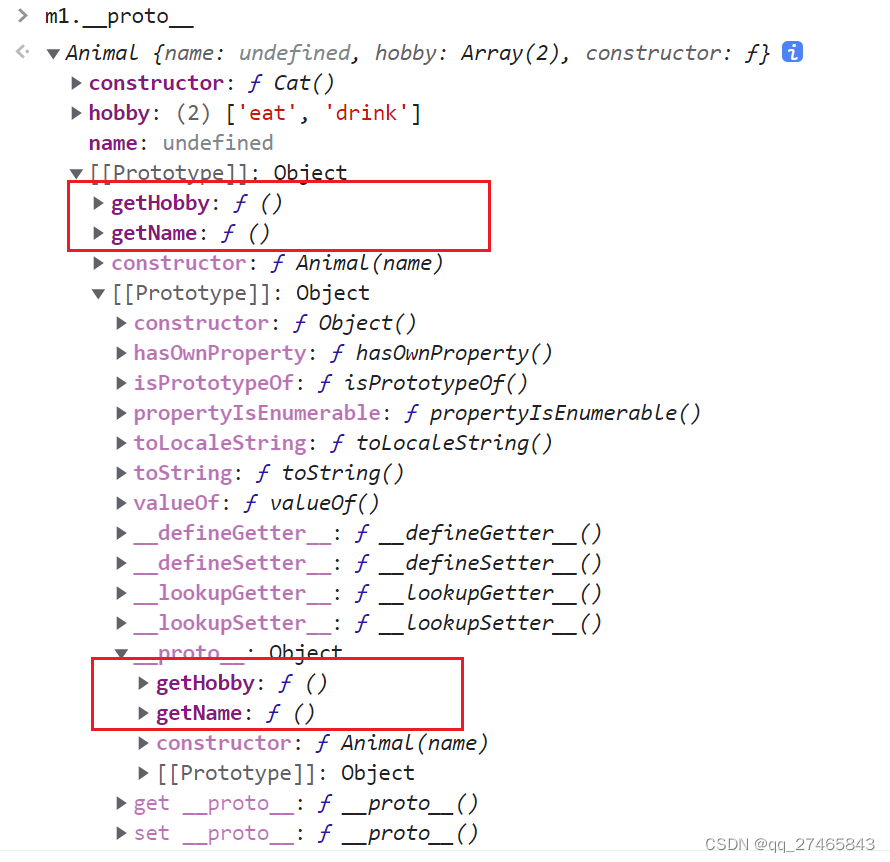 > m1.__proto__
Animal {name: undefined, hobby: Array(2), constructor: ƒ} i
constructor: ƒ Cat()
hobby: (2) ['eat', 'drink']
name: undefined
[[Prototype]]: Object
getHobby: ƒ ()
getName: ƒ ()
constructor: ƒ Animal(name)
[[Prototype]]: Object
constructor: ƒ Object()
hasOwnProperty: ƒ hasOwnProperty()
isPrototypeOf: ƒ isPrototypeOf()
propertyIsEnumerable: ƒ propertyIsEnumerable()
toLocaleString: ƒ toLocaleString()
toString: ƒ toString()
valueOf: ƒ valueOf()
__defineGetter__: ƒ __defineGetter__()
__defineSetter__: ƒ __defineSetter__()
__lookupGetter__: ƒ __lookupGetter__()
__lookupSetter__: ƒ __lookupSetter__()
__proto__: Object
getHobby: ƒ ()
getName: ƒ ()
constructor: ƒ Animal(name)
[[Prototype]]: Object
get __proto__: ƒ __proto__()
set __proto__: ƒ __proto__()
CSDN @qq_27465843